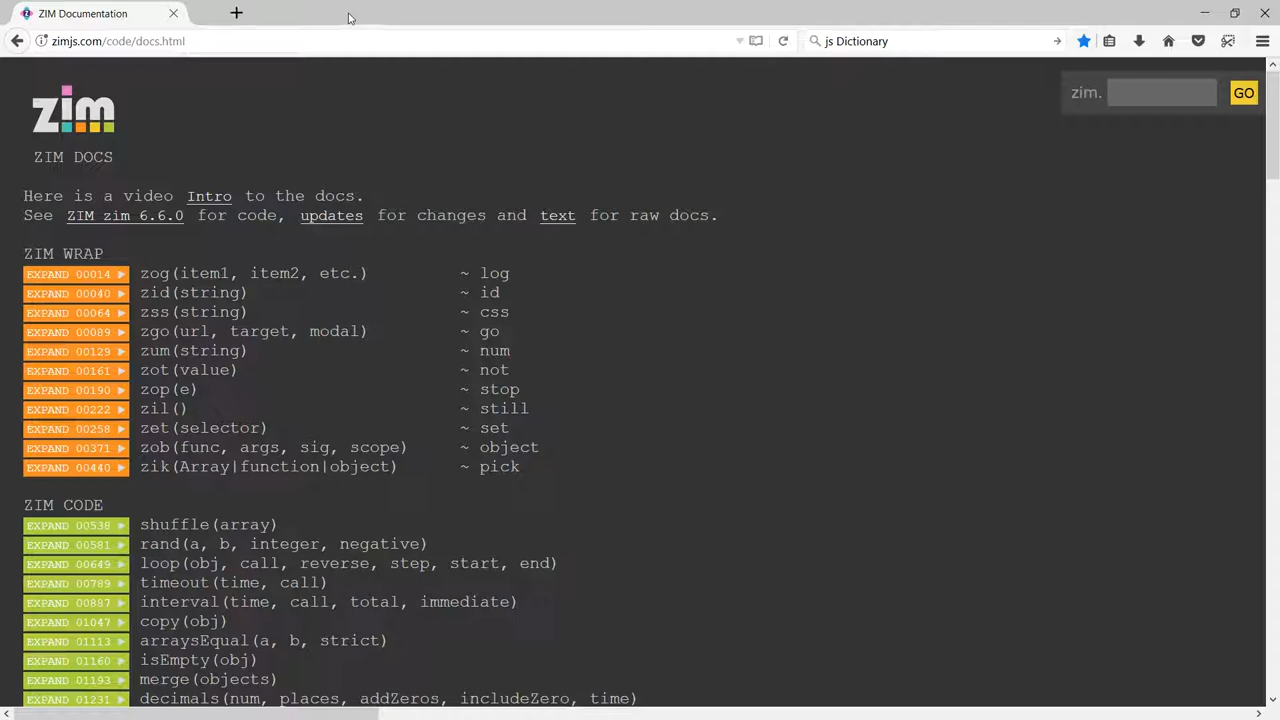 ZIM Documentation
zimjs.com/code/docs.html
js Dictionary
zim
zim.
GO
ZIM DOCS
Here is a video Intro to the docs.
See ZIM zim 6.6.0 for code, updates for changes and text for raw docs.
ZIM WRAP
EXPAND 00014 zog(item1, item2, etc.) ~ log
EXPAND 00040 zid(string) ~ id
EXPAND 00064 zss(string) ~ css
EXPAND 00089 zgo(url, target, modal) ~ go
EXPAND 00129 zum(string) ~ num
EXPAND 00161 zot(value) ~ not
EXPAND 00190 zop(e) ~ stop
EXPAND 00222 zil() ~ still
EXPAND 00258 zet(selector) ~ set
EXPAND 00371 zob(func, args, sig, scope) ~ object
EXPAND 00440 zik(Array|function|object) ~ pick
ZIM CODE
EXPAND 00538 shuffle(array)
EXPAND 00581 rand(a, b, integer, negative)
EXPAND 00649 loop(obj, call, reverse, step, start, end)
EXPAND 00789 timeout(time, call)
EXPAND 00887 interval(time, call, total, immediate)
EXPAND 01047 copy(obj)
EXPAND 01113 arraysEqual(a, b, strict)
EXPAND 01160 isEmpty(obj)
EXPAND 01193 merge(objects)
EXPAND 01231 decimals(num, places, addZeros, includeZero, time)